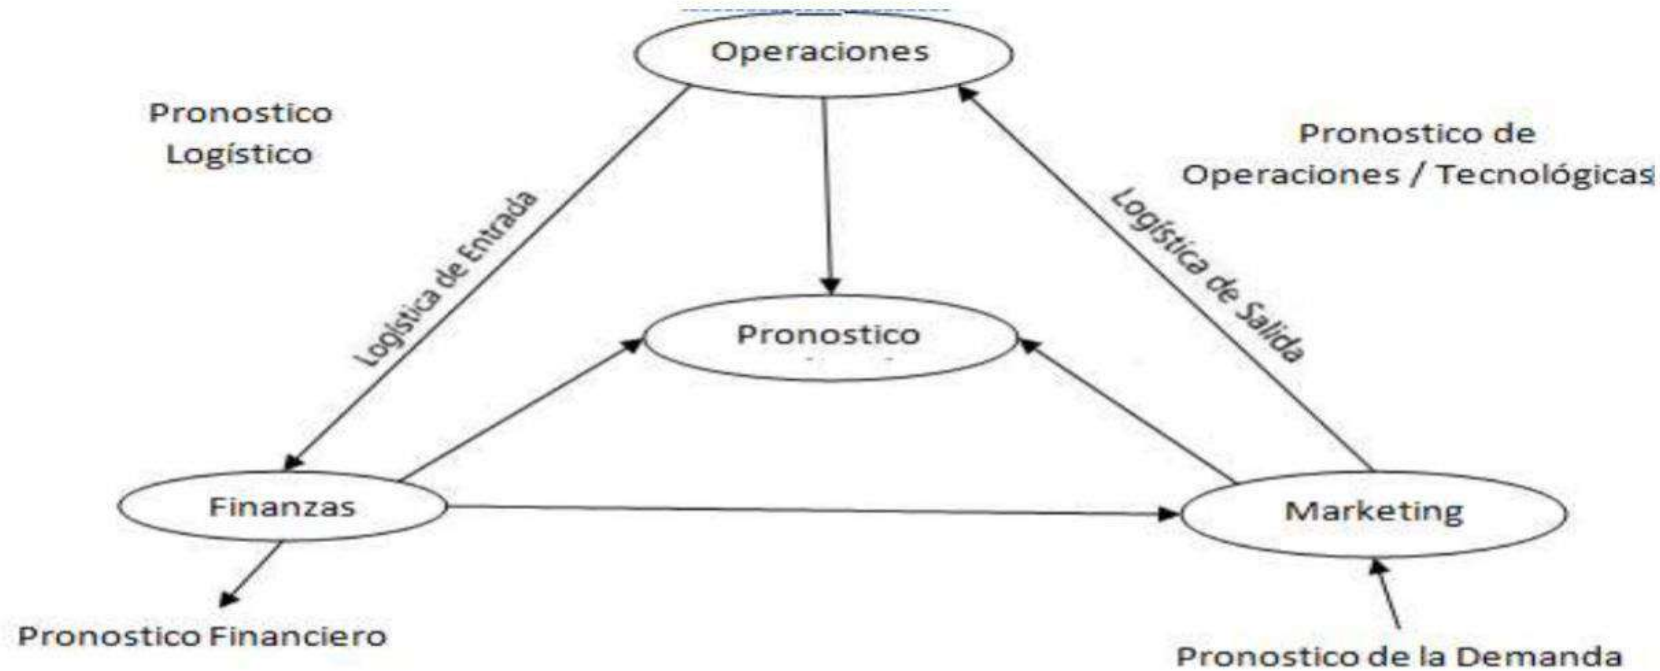 Operaciones
Pronostico
Logístico
Pronostico de
Operaciones / Tecnológicas
Logística de Entrada
Logística de Salida
Pronostico
Finanzas
Marketing
Pronostico Financiero
Pronostico de la Demanda